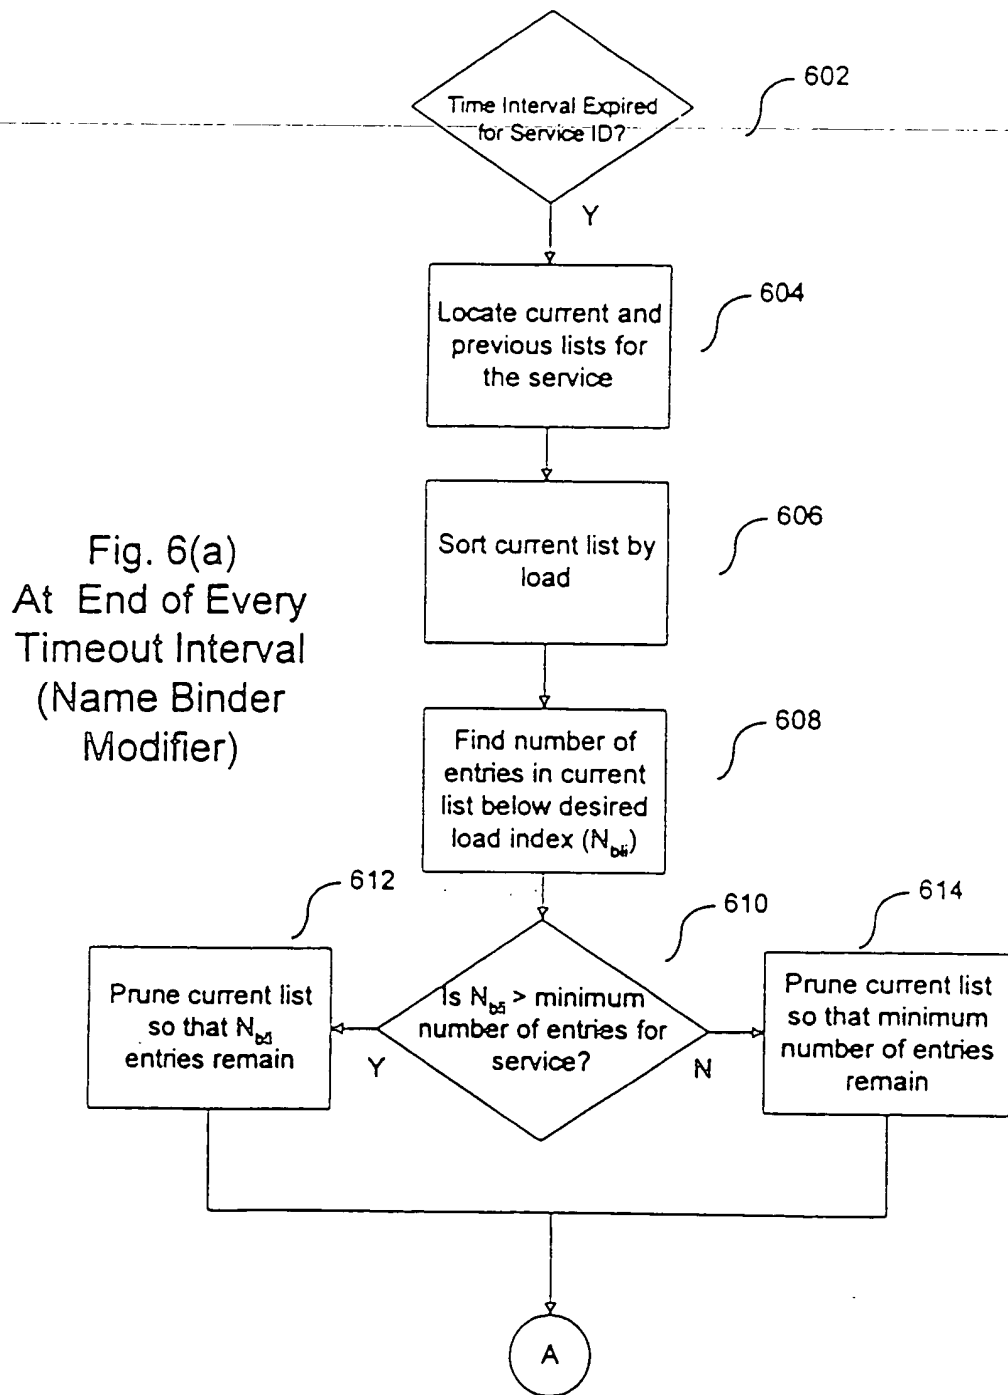 602
Time Interval Expired
for Service ID?
Y
604
Locate current and
previous lists for
the service
606
Sort current list by
load
Fig. 6(a)
At End of Every
Timeout Interval
(Name Binder
Modifier)
608
Find number of
entries in current
list below desired
load index (N_bli)
612
610
614
Prune current list
so that N_bli
entries remain
Is N_bli > minimum
number of entries for
service?
Prune current list
so that minimum
number of entries
remain
Y
N
A